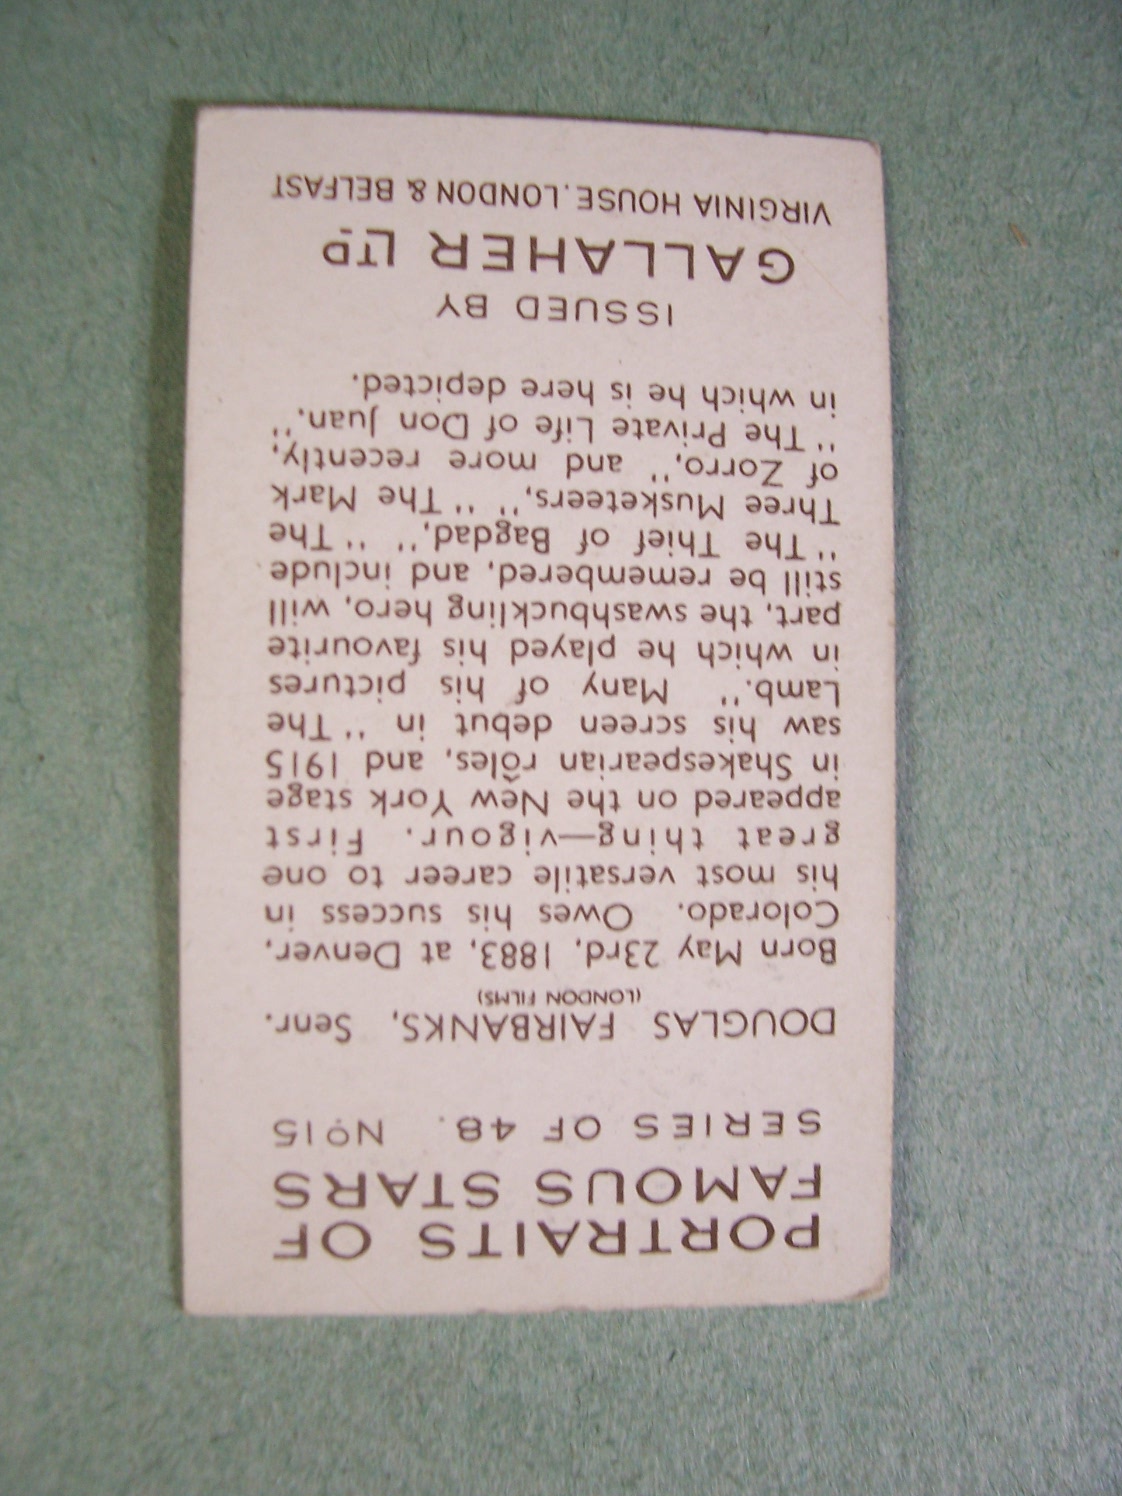 PORTRAITS OF
FAMOUS STARS
SERIES OF 48. No 15
DOUGLAS FAIRBANKS, Senr.
(LONDON FILMS)
Born May 23rd, 1883, at Denver,
Colorado. Owes his success in
his most versatile career to one
great thing—vigour. First
appeared on the New York stage
in Shakespearian rôles, and 1915
saw his screen debut in "The
Lamb." Many of his pictures
in which he played his favourite
part, the swashbuckling hero, will
still be remembered, and include
"The Thief of Bagdad," "The
Three Musketeers," "The Mark
of Zorro," and more recently,
"The Private Life of Don Juan,"
in which he is here depicted.
ISSUED BY
GALLAHER LTD
VIRGINIA HOUSE. LONDON & BELFAST